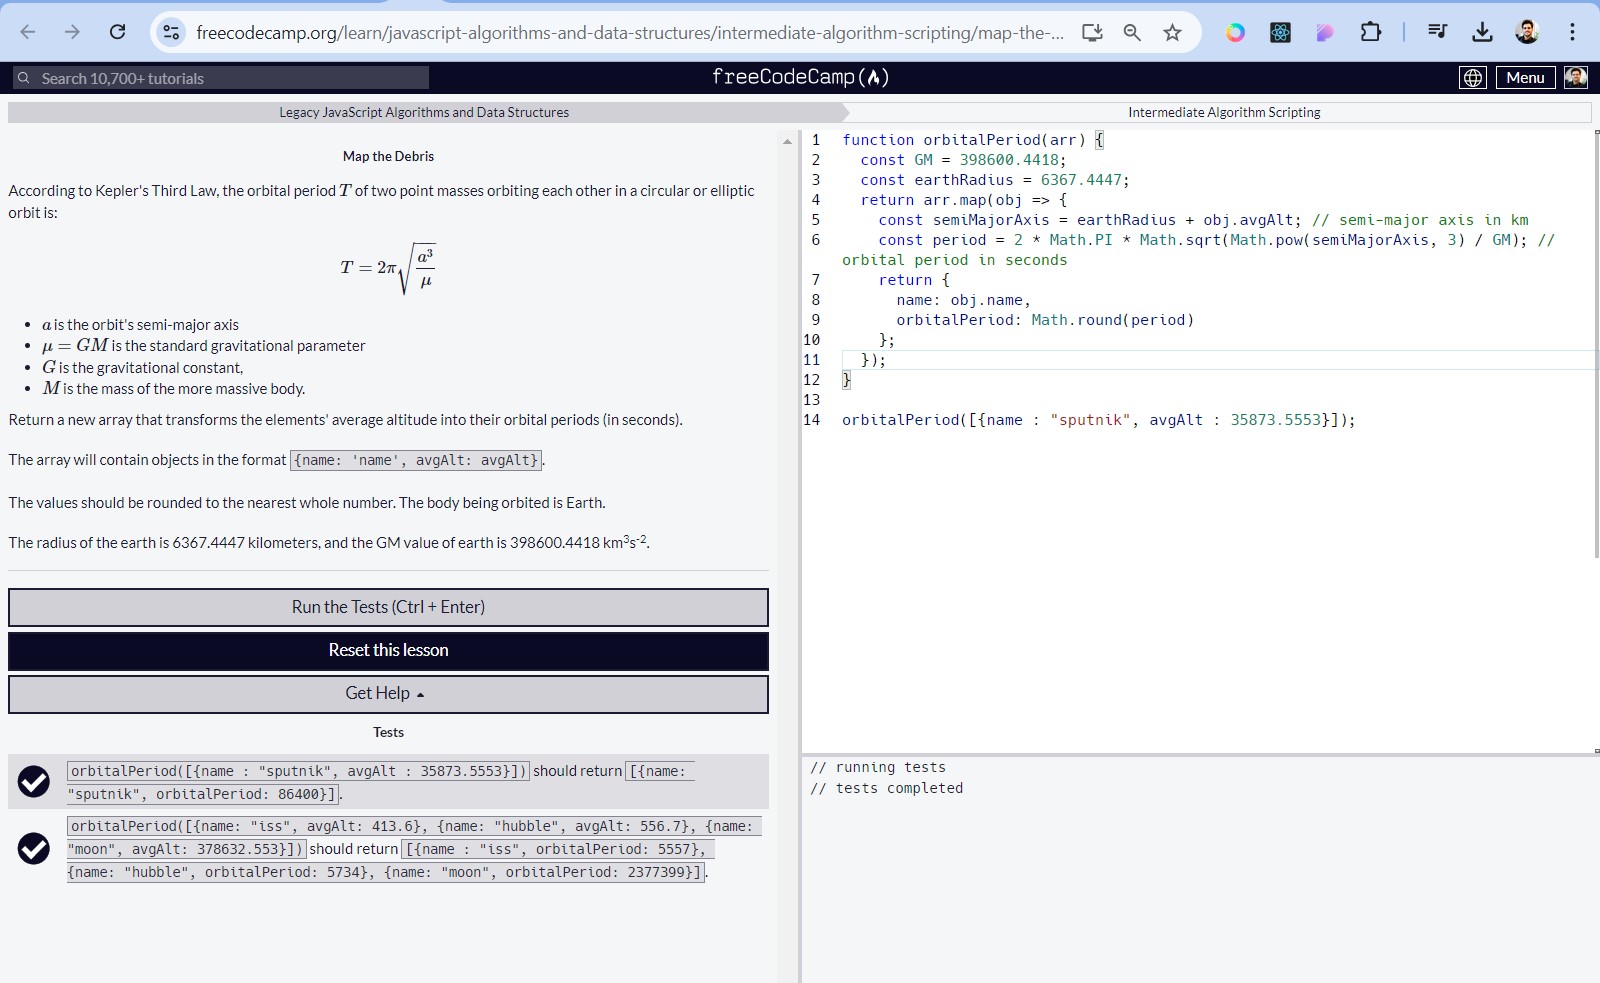 freecodecamp.org/learn/javascript-algorithms-and-data-structures/intermediate-algorithm-scripting/map-the-...
Search 10,700+ tutorials
freeCodeCamp(🔥)
Menu
Legacy JavaScript Algorithms and Data Structures
Intermediate Algorithm Scripting
Map the Debris
According to Kepler's Third Law, the orbital period T of two point masses orbiting each other in a circular or elliptic
orbit is:
T = 2π√(a³/μ)
• a is the orbit's semi-major axis
• μ = GM is the standard gravitational parameter
• G is the gravitational constant,
• M is the mass of the more massive body.
Return a new array that transforms the elements' average altitude into their orbital periods (in seconds).
The array will contain objects in the format {name: 'name', avgAlt: avgAlt}.
The values should be rounded to the nearest whole number. The body being orbited is Earth.
The radius of the earth is 6367.4447 kilometers, and the GM value of earth is 398600.4418 km³s⁻².
Run the Tests (Ctrl + Enter)
Reset this lesson
Get Help
Tests
orbitalPeriod([{name : "sputnik", avgAlt : 35873.5553}]) should return [{name:
"sputnik", orbitalPeriod: 86400}].
orbitalPeriod([{name: "iss", avgAlt: 413.6}, {name: "hubble", avgAlt: 556.7}, {name:
"moon", avgAlt: 378632.553}]) should return [{name : "iss", orbitalPeriod: 5557},
{name: "hubble", orbitalPeriod: 5734}, {name: "moon", orbitalPeriod: 2377399}].
1 function orbitalPeriod(arr) {
2 const GM = 398600.4418;
3 const earthRadius = 6367.4447;
4 return arr.map(obj => {
5 const semiMajorAxis = earthRadius + obj.avgAlt; // semi-major axis in km
6 const period = 2 * Math.PI * Math.sqrt(Math.pow(semiMajorAxis, 3) / GM); //
orbital period in seconds
7 return {
8 name: obj.name,
9 orbitalPeriod: Math.round(period)
10 };
11 });
12 }
13
14 orbitalPeriod([{name : "sputnik", avgAlt : 35873.5553}]);
// running tests
// tests completed